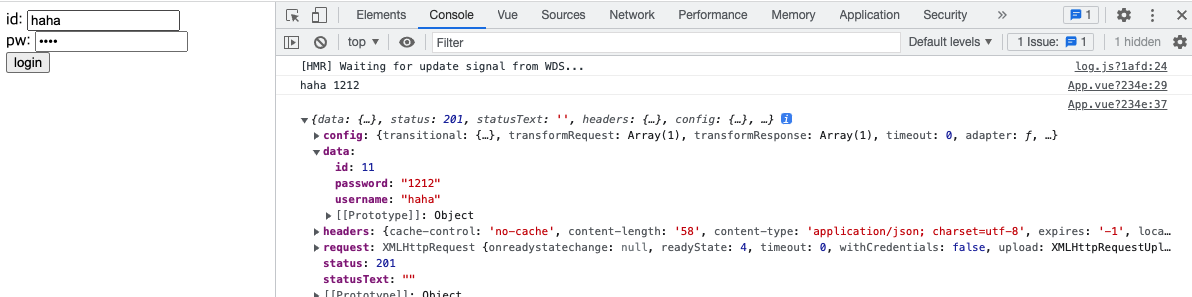 id: haha
pw: ••••
login
Elements Console Vue Sources Network Performance Memory Application Security » 1
top ▼ Filter Default levels ▼ 1 Issue: 1 1 hidden
[HMR] Waiting for update signal from WDS... log.js?1afd:24
haha 1212 App.vue?234e:29
App.vue?234e:37
▼{data: {…}, status: 201, statusText: '', headers: {…}, config: {…}, …} i
▶config: {transitional: {…}, transformRequest: Array(1), transformResponse: Array(1), timeout: 0, adapter: ƒ, …}
▼data:
id: 11
password: "1212"
username: "haha"
▶[[Prototype]]: Object
▶headers: {cache-control: 'no-cache', content-length: '58', content-type: 'application/json; charset=utf-8', expires: '-1', loca…
▶request: XMLHttpRequest {onreadystatechange: null, readyState: 4, timeout: 0, withCredentials: false, upload: XMLHttpRequestUpl…
status: 201
statusText: ""
▶[[Prototype]]: Object